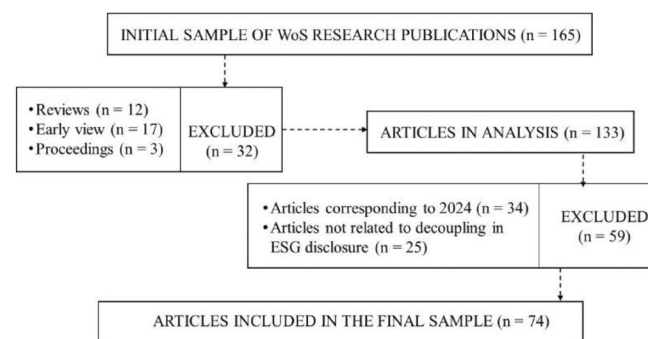 INITIAL SAMPLE OF WoS RESEARCH PUBLICATIONS (n = 165)
• Reviews (n = 12)
• Early view (n = 17)
• Proceedings (n = 3)
EXCLUDED
(n = 32)
ARTICLES IN ANALYSIS (n = 133)
• Articles corresponding to 2024 (n = 34)
• Articles not related to decoupling in
ESG disclosure (n = 25)
EXCLUDED
(n = 59)
ARTICLES INCLUDED IN THE FINAL SAMPLE (n = 74)